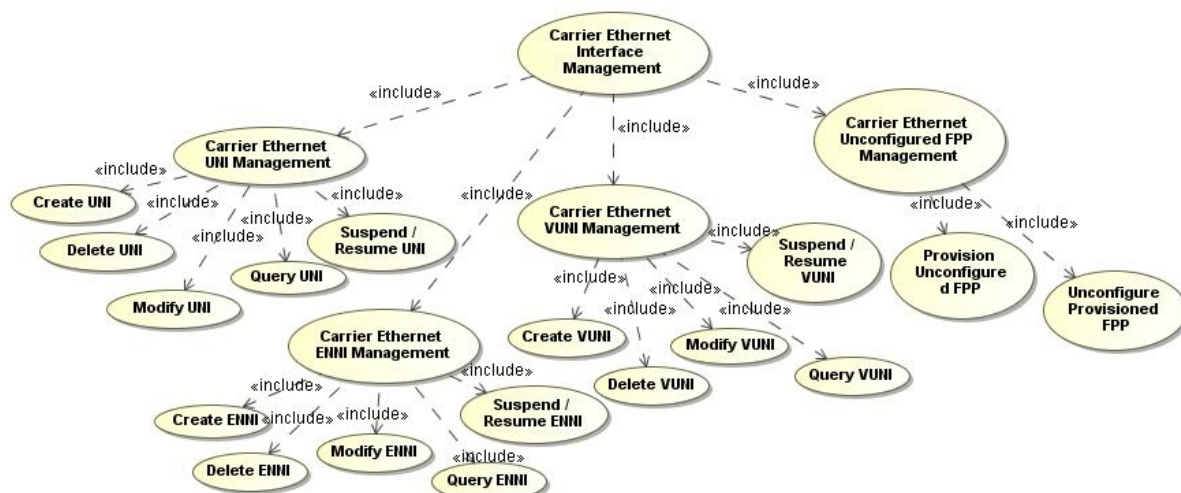 Carrier Ethernet
Interface
Management
«include»
«include»
«include»
«include»
Carrier Ethernet
UNI Management
Carrier Ethernet
Unconfigured FPP
Management
«include»
«include»
«include»
«include»
«include»
Create UNI
Delete UNI
Modify UNI
Query UNI
Suspend /
Resume UNI
Carrier Ethernet
VUNI Management
«include»
«include»
«include»
«include»
«include»
Create VUNI
Delete VUNI
Modify VUNI
Query VUNI
Suspend /
Resume
VUNI
«include»
«include»
Provision
Unconfigure
d FPP
Unconfigure
Provisioned
FPP
Carrier Ethernet
ENNI Management
«include»
«include»
«include»
«include»
«include»
Create ENNI
Delete ENNI
Modify ENNI
Query ENNI
Suspend /
Resume ENNI